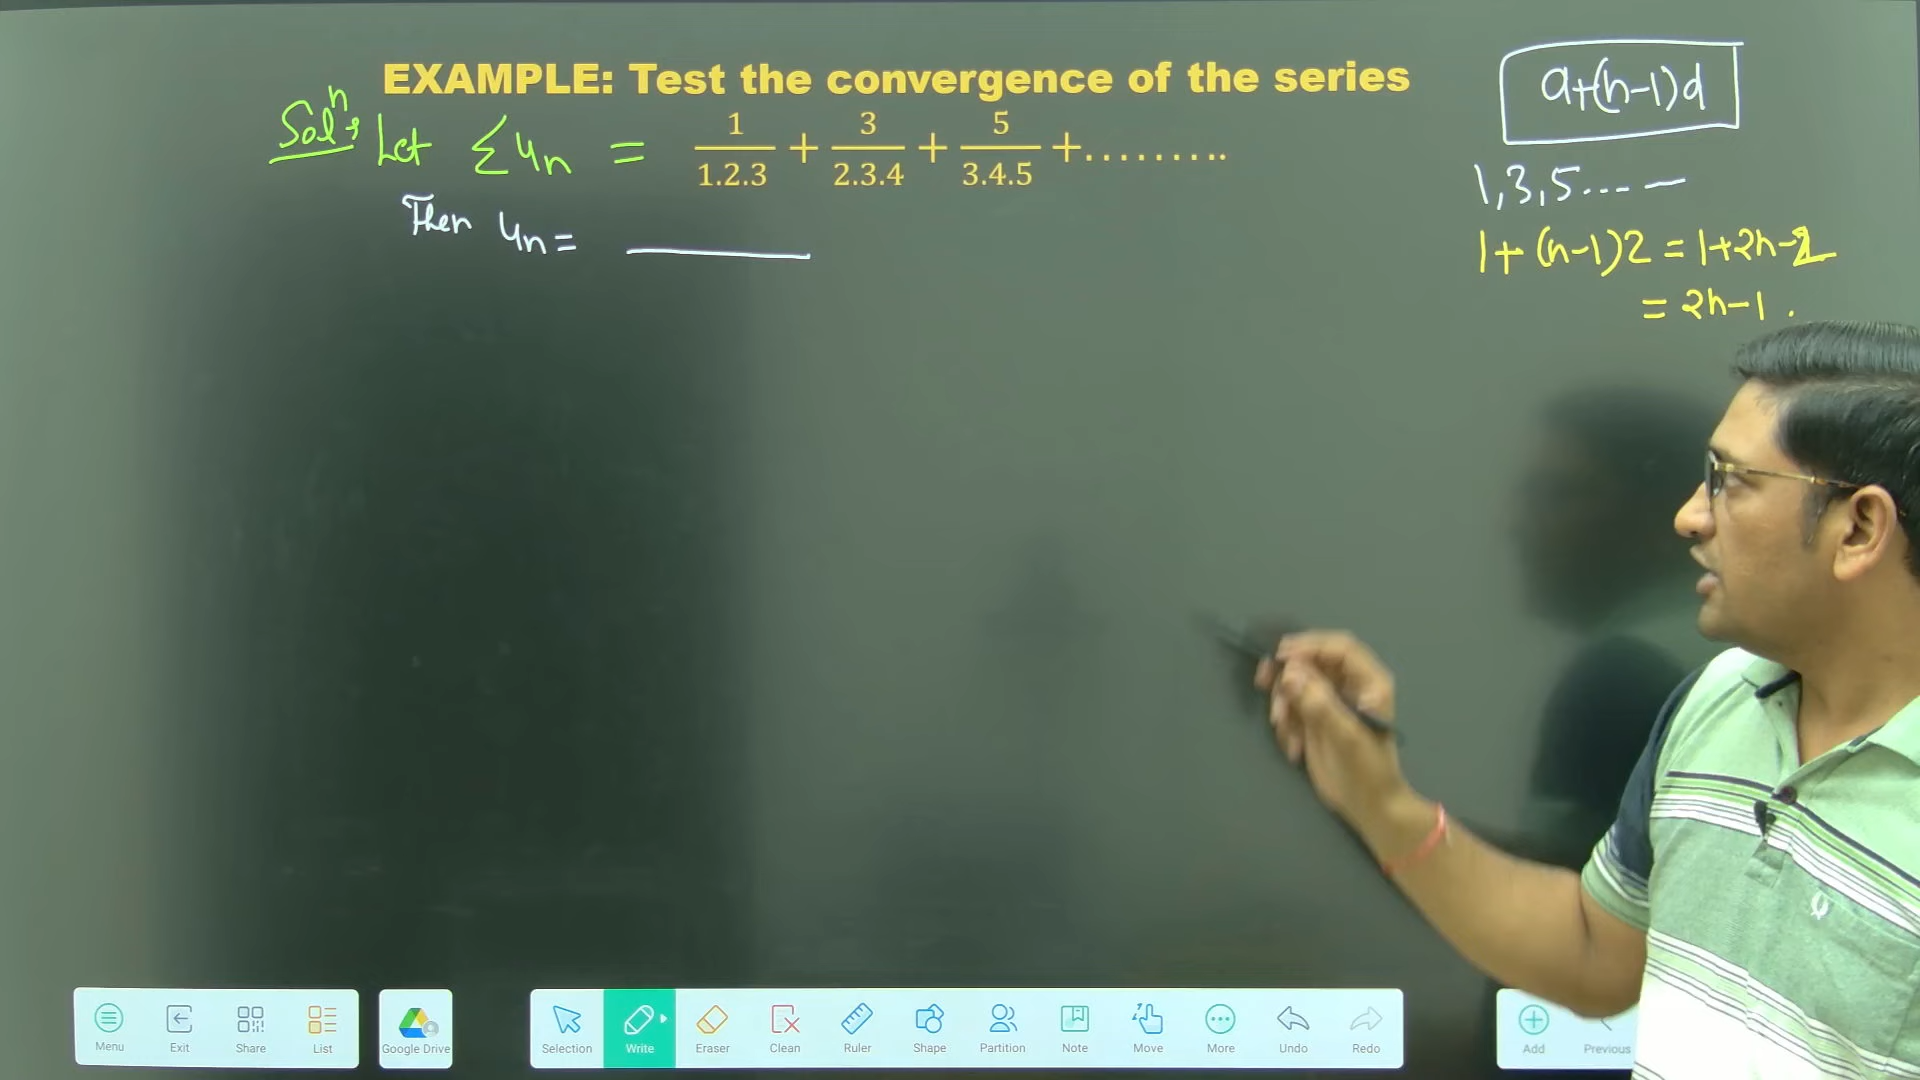 EXAMPLE: Test the convergence of the series
Solⁿ: Let Σ uₙ = 1/1.2.3 + 3/2.3.4 + 5/3.4.5 +.........
Then uₙ = ______
a+(n-1)d
1, 3, 5 .... —
1+(n-1)2 = 1+2n-2
= 2n-1 .
Menu Exit Share List Google Drive Selection Write Eraser Clean Ruler Shape Partition Note Move More Undo Redo Add Previous